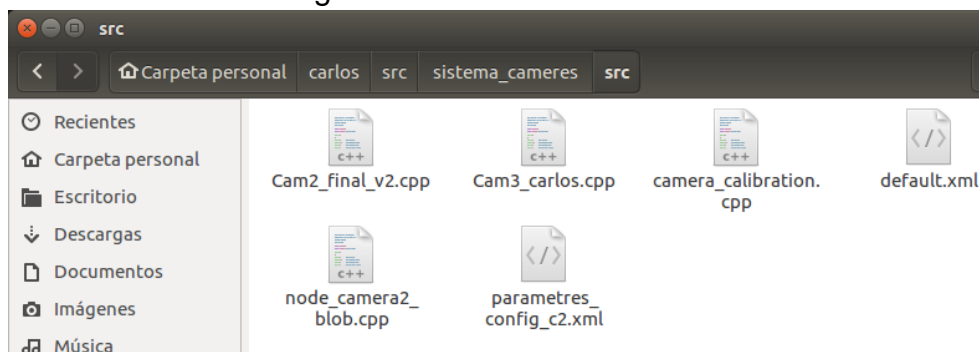 src
Carpeta personal carlos src sistema_cameres src
Recientes
Carpeta personal
Escritorio
Descargas
Documentos
Imágenes
Música
c++ c++ c++ </>
Cam2_final_v2.cpp Cam3_carlos.cpp camera_calibration. default.xml
cpp
c++ </>
node_camera2_ parametres_
blob.cpp config_c2.xml